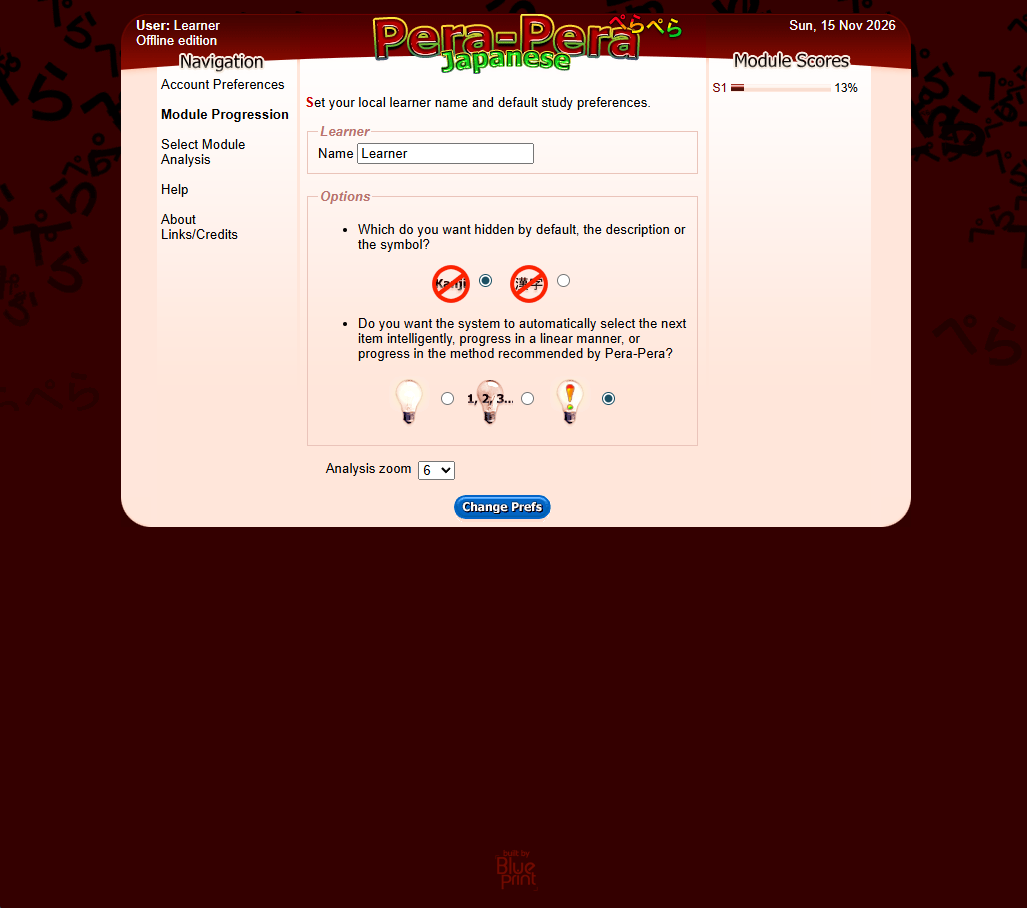 User: Learner
Offline edition
Pera-Pera
ぺらぺら
Japanese
Sun, 15 Nov 2026
Navigation
Account Preferences
Module Progression
Select Module
Analysis
Help
About
Links/Credits
Set your local learner name and default study preferences.
Learner
Name Learner
Options
• Which do you want hidden by default, the description or
the symbol?
Kanji 漢字
• Do you want the system to automatically select the next
item intelligently, progress in a linear manner, or
progress in the method recommended by Pera-Pera?
1, 2, 3... !
Analysis zoom 6
Change Prefs
Module Scores
S1 13%
built by
Blue
print